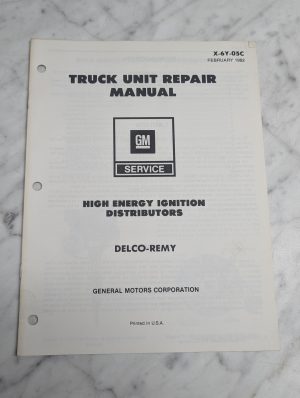 X-6Y-05C
FEBRUARY 1982
TRUCK UNIT REPAIR
MANUAL
GM
SERVICE
HIGH ENERGY IGNITION
DISTRIBUTORS
DELCO-REMY
GENERAL MOTORS CORPORATION
Printed in U.S.A.